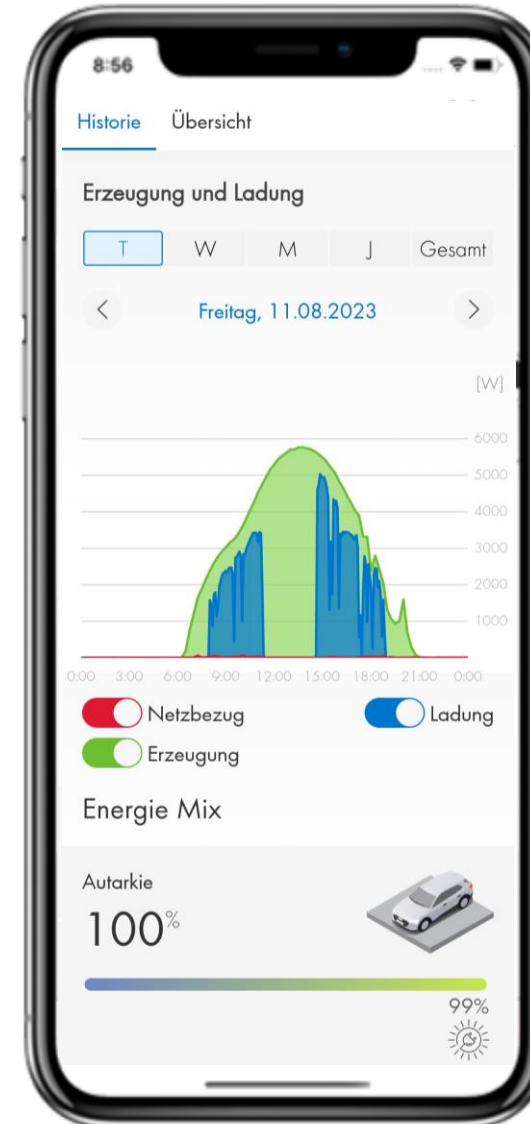 8:56
Historie Übersicht
Erzeugung und Ladung
T W M J Gesamt
Freitag, 11.08.2023
[W]
6000
5000
4000
3000
2000
1000
0:00 3:00 6:00 9:00 12:00 15:00 18:00 21:00 0:00
Netzbezug Ladung
Erzeugung
Energie Mix
Autarkie
100%
99%